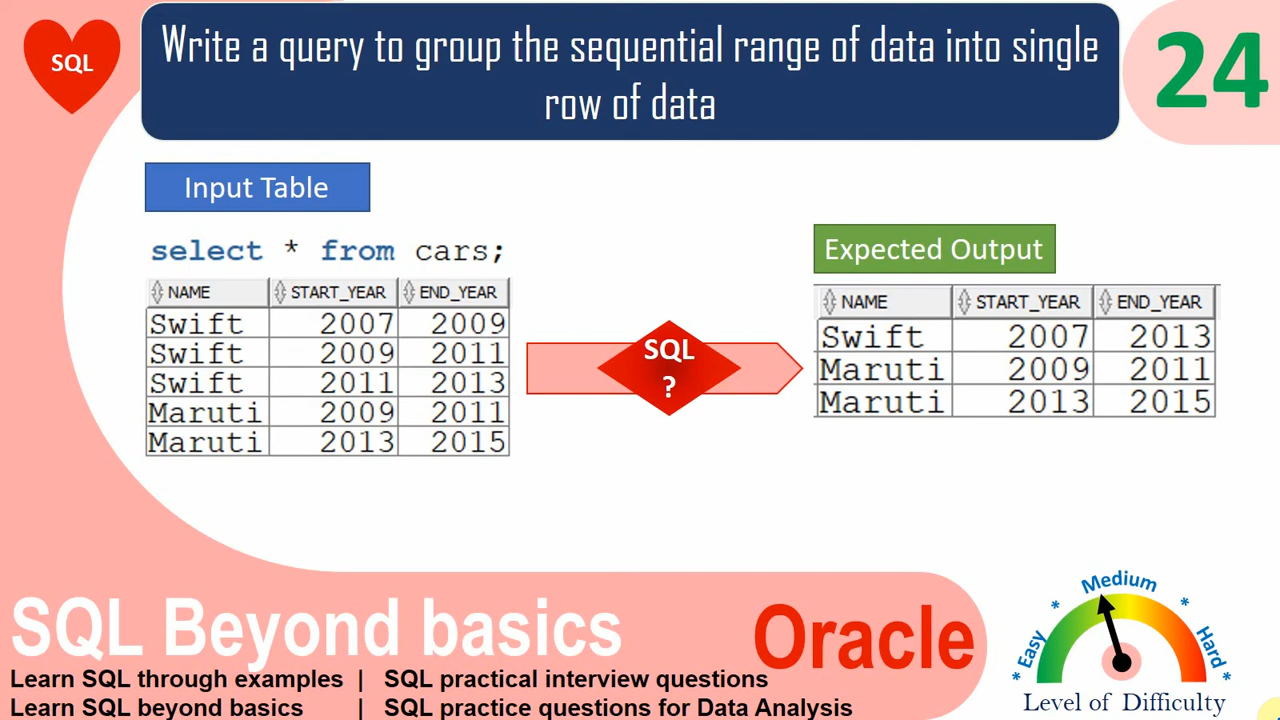 SQL
Write a query to group the sequential range of data into single
row of data
24
Input Table
select * from cars;
NAME START_YEAR END_YEAR
Swift 2007 2009
Swift 2009 2011
Swift 2011 2013
Maruti 2009 2011
Maruti 2013 2015
SQL
?
Expected Output
NAME START_YEAR END_YEAR
Swift 2007 2013
Maruti 2009 2011
Maruti 2013 2015
SQL Beyond basics
Oracle
Learn SQL through examples | SQL practical interview questions
Learn SQL beyond basics | SQL practice questions for Data Analysis
* Easy * Medium * Hard *
Level of Difficulty